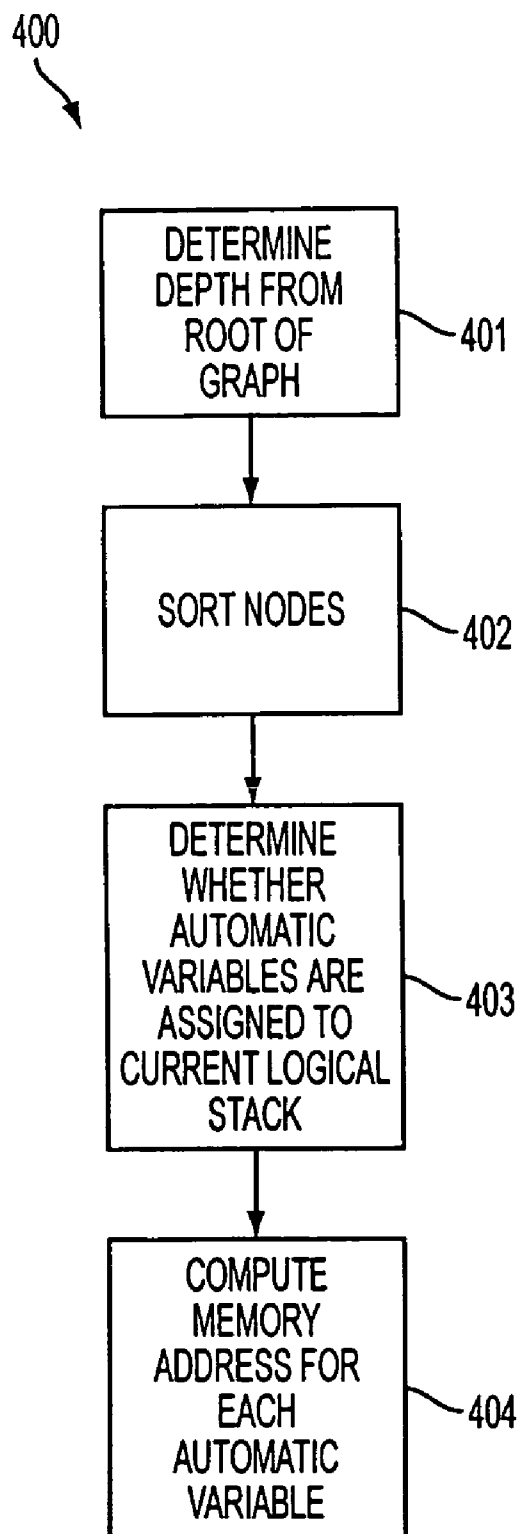 400
DETERMINE
DEPTH FROM
ROOT OF
GRAPH
401
SORT NODES
402
DETERMINE
WHETHER
AUTOMATIC
VARIABLES ARE
ASSIGNED TO
CURRENT LOGICAL
STACK
403
COMPUTE
MEMORY
ADDRESS FOR
EACH
AUTOMATIC
VARIABLE
404